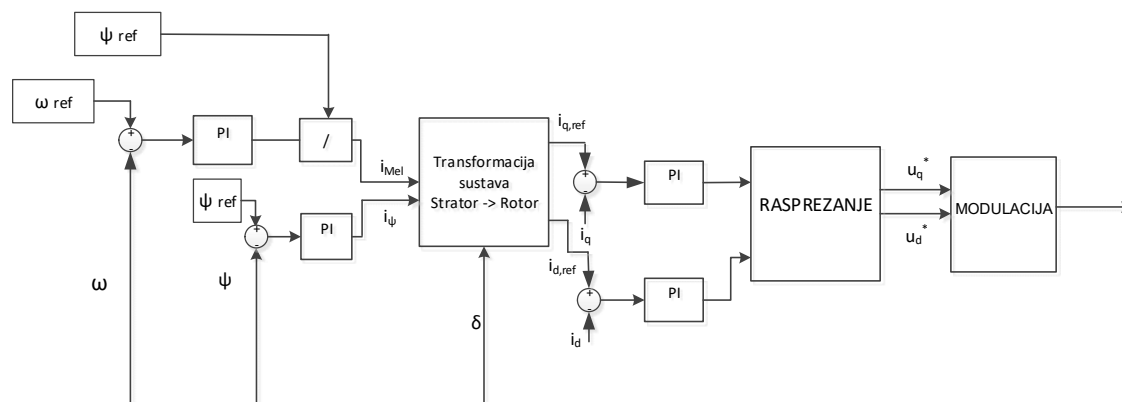 ψ ref
ω ref
+
-
PI
/
i_Mel
ψ ref
+
-
PI
i_ψ
ω
ψ
Transformacija
sustava
Strator -> Rotor
δ
i_q,ref
+
-
i_q
PI
i_d,ref
+
-
i_d
PI
RASPREZANJE
u_q*
u_d*
MODULACIJA